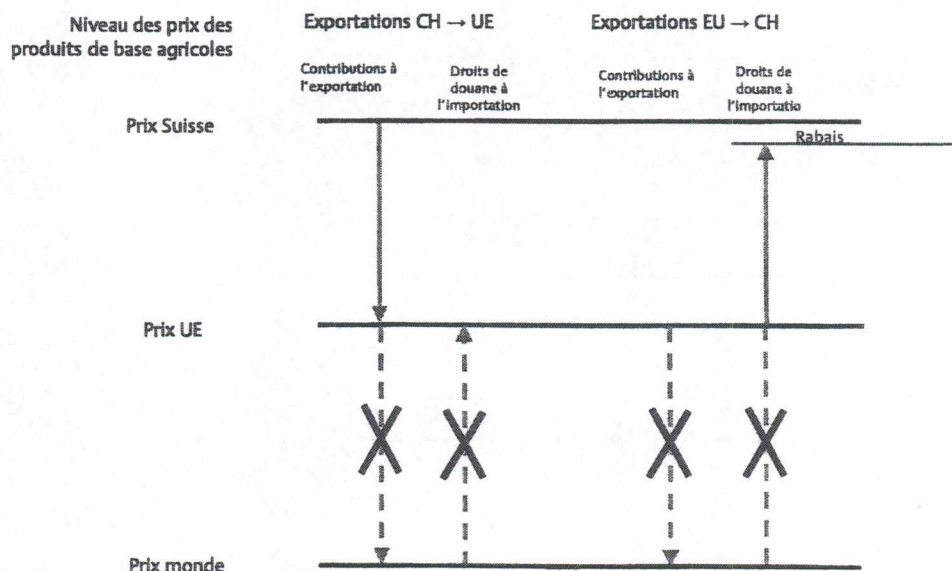 Niveau des prix des
produits de base agricoles
Exportations CH → UE
Exportations EU → CH
Contributions à
l'exportation
Droits de
douane à
l'importation
Contributions à
l'exportation
Droits de
douane à
l'importatio
Prix Suisse
Rabais
Prix UE
Prix monde